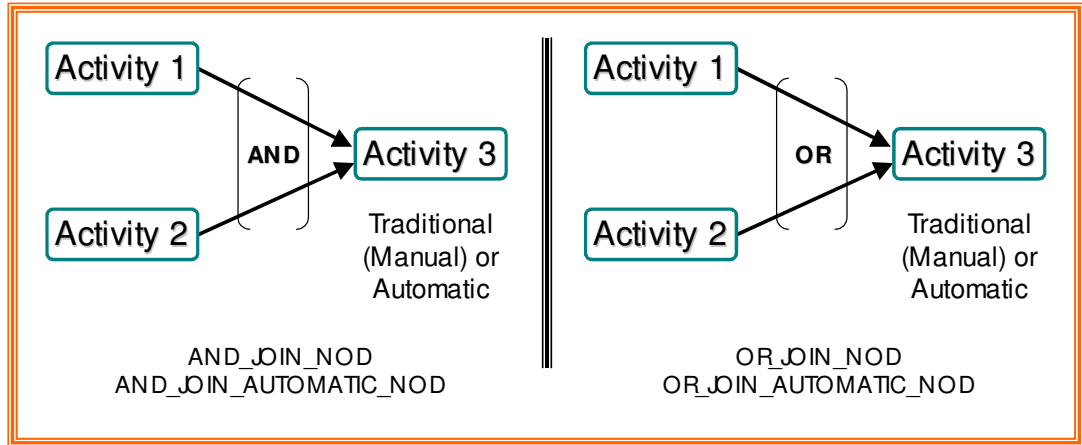 Activity 1
AND
Activity 3
Activity 2
Traditional
(Manual) or
Automatic
AND_JOIN_NOD
AND_JOIN_AUTOMATIC_NOD
Activity 1
OR
Activity 3
Activity 2
Traditional
(Manual) or
Automatic
OR_JOIN_NOD
OR_JOIN_AUTOMATIC_NOD